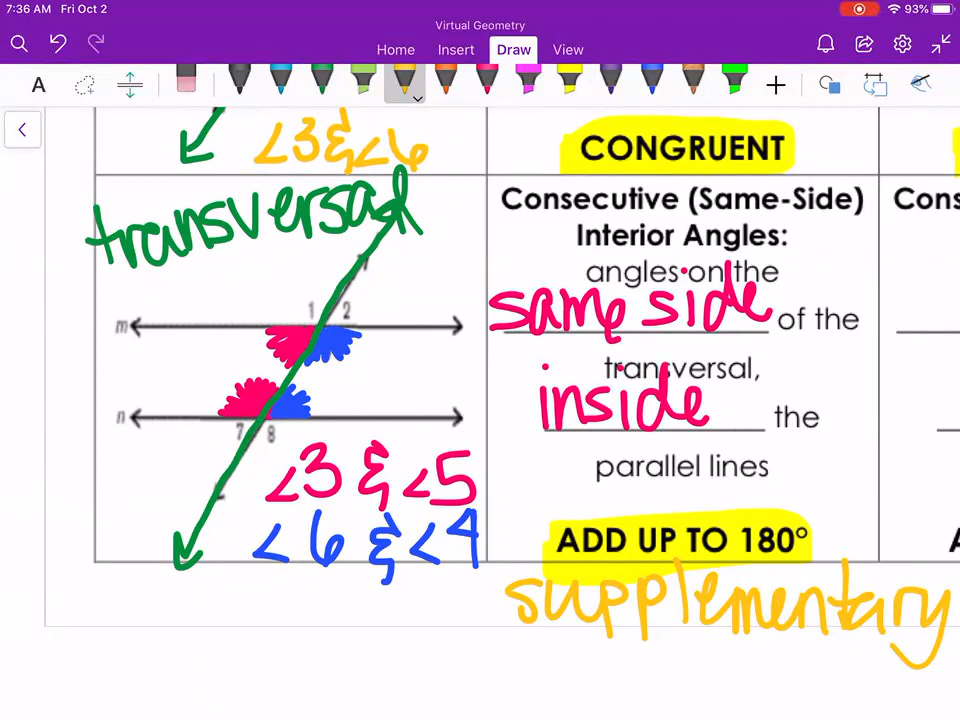 7:36 AM Fri Oct 2
93%
Virtual Geometry
Home Insert Draw View
A
<3 & <6
CONGRUENT
transversal
1 2
m
n
7 8
<3 & <5
<6 & <4
Consecutive (Same-Side)
Interior Angles:
angles on the
same side of the
transversal,
inside the
parallel lines
ADD UP TO 180°
supplementary
Cons
A